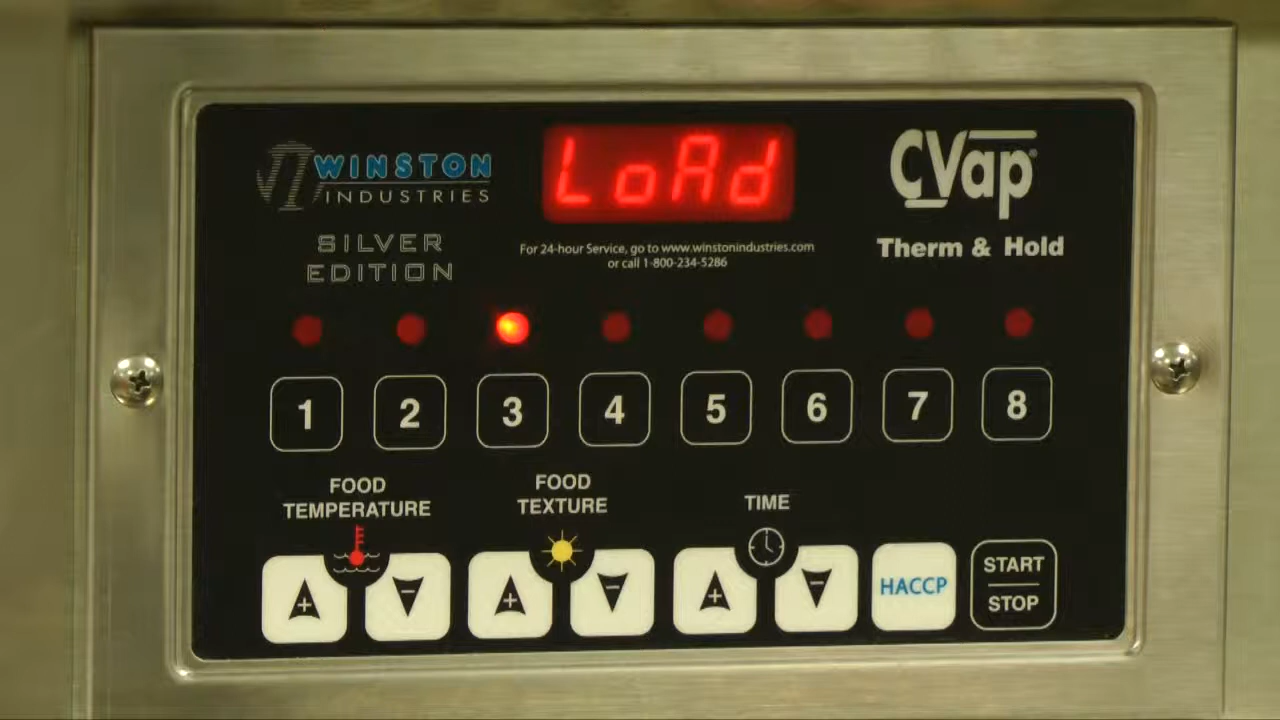 LoAd
WINSTON
INDUSTRIES
CVap®
SILVER
EDITION
For 24-hour Service, go to www.winstonindustries.com
or call 1-800-234-5286
Therm & Hold
1 2 3 4 5 6 7 8
FOOD
TEMPERATURE
FOOD
TEXTURE
TIME
+ - + - + -
HACCP
START
STOP